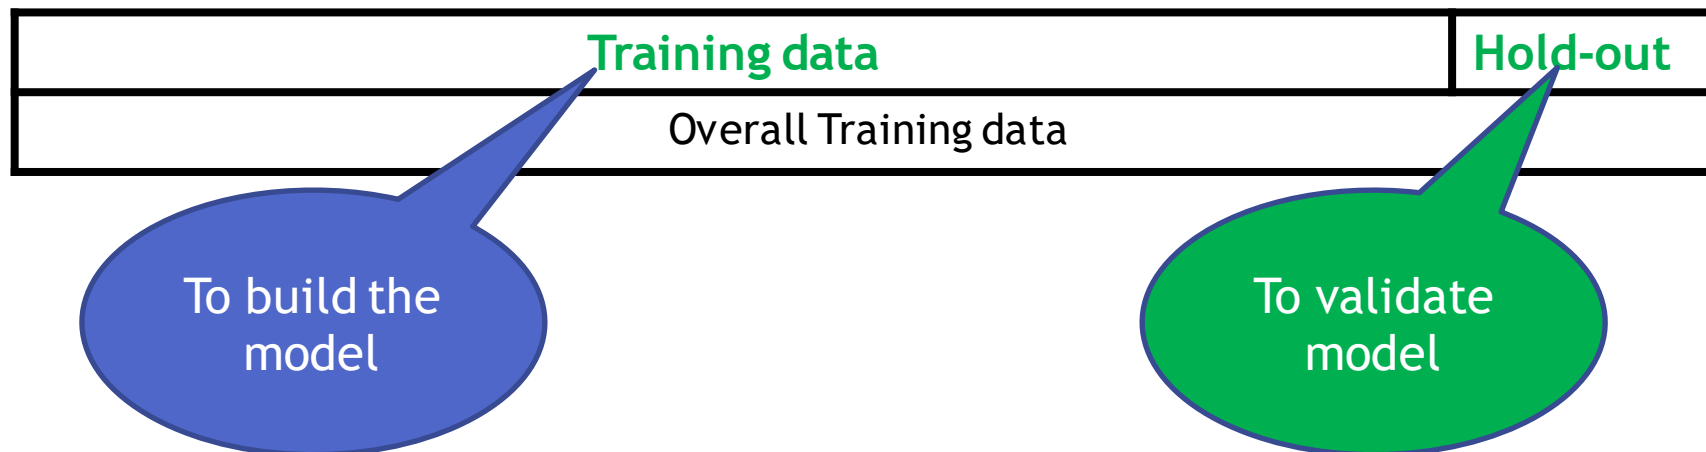 Training data
Hold-out
Overall Training data
To build the
model
To validate
model